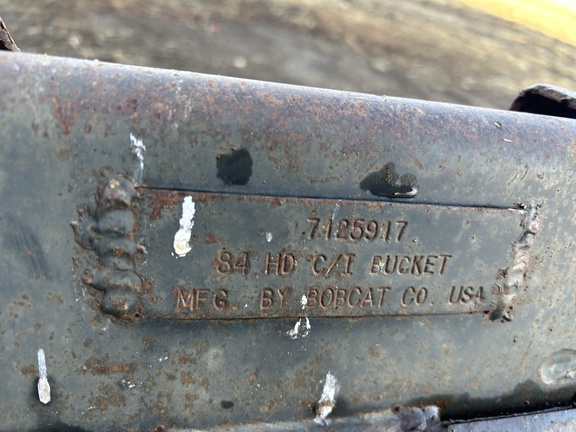 7125917
84 HD C/I BUCKET
MFG. BY BOBCAT CO. USA